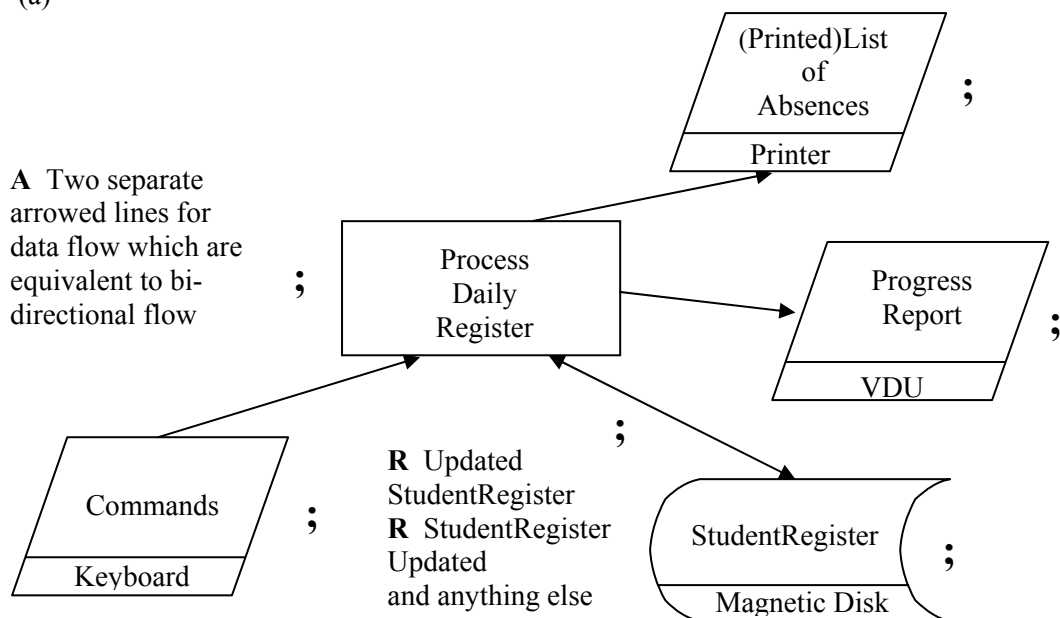 (a)
(Printed)List
of
Absences
;
Printer
A Two separate
arrowed lines for
data flow which are
equivalent to bi-
directional flow
;
Process
Daily
Register
Progress
Report
;
VDU
Commands
;
Keyboard
;
R Updated
StudentRegister
R StudentRegister
Updated
and anything else
StudentRegister
;
Magnetic Disk